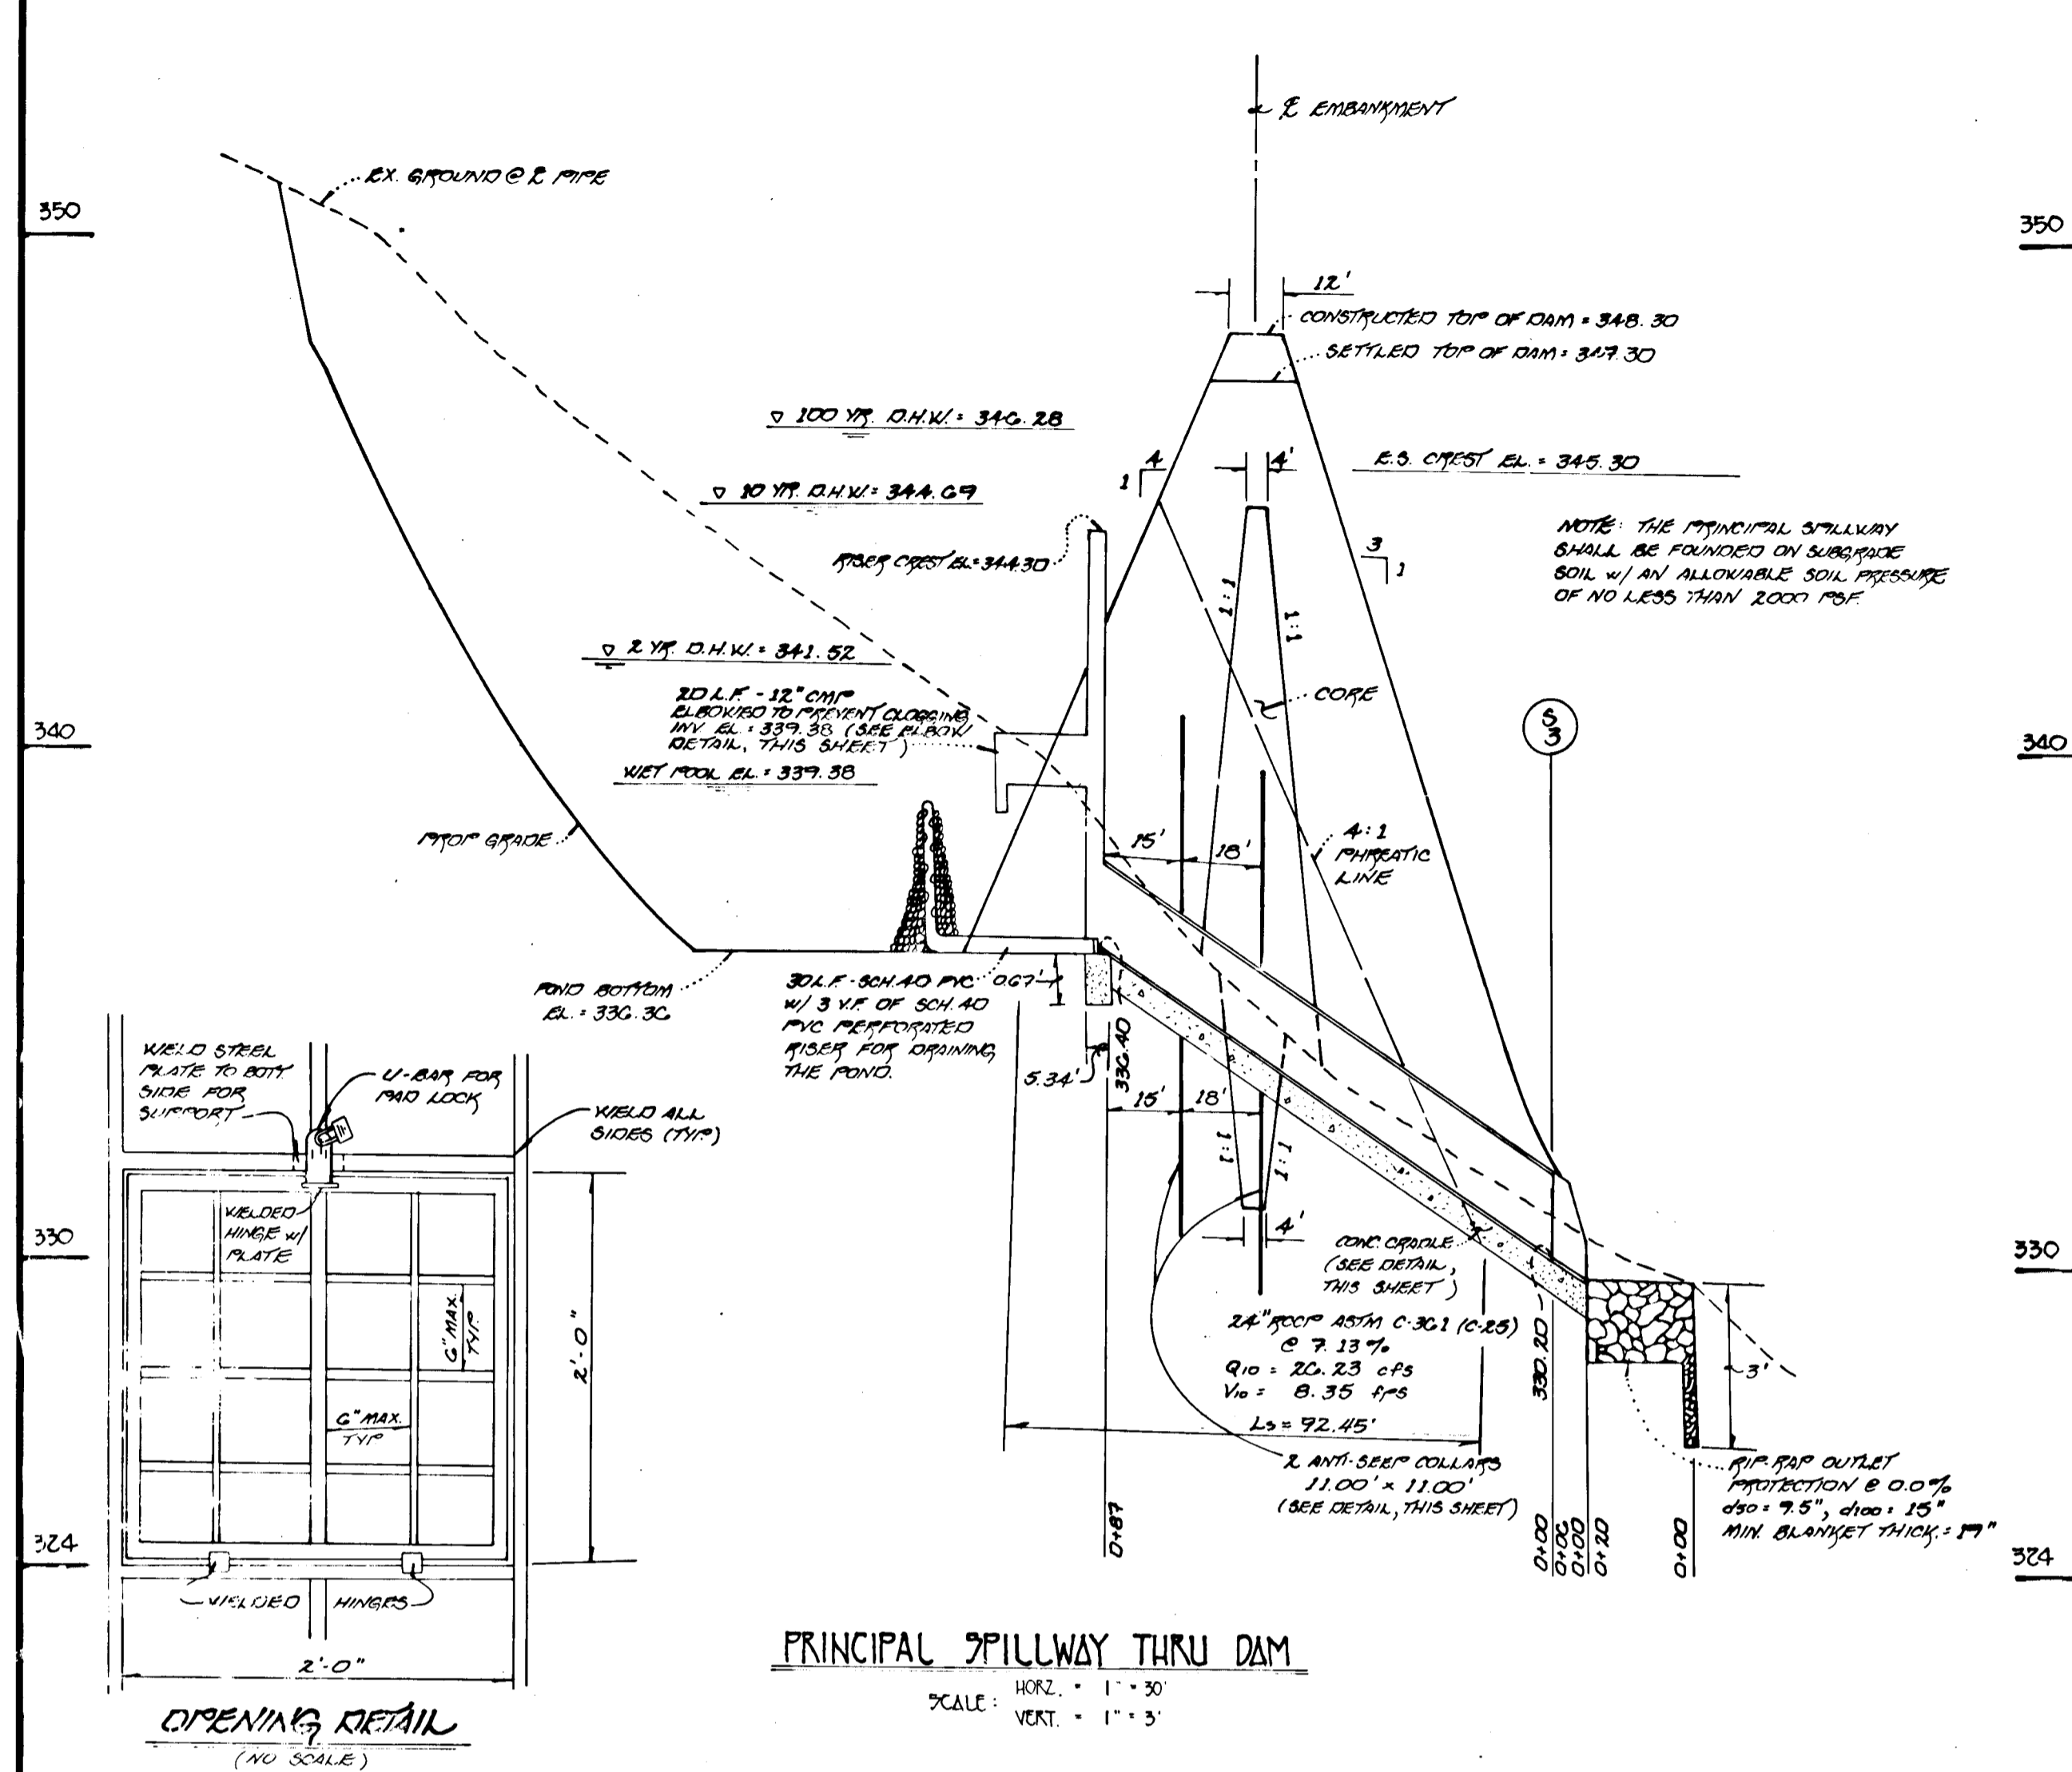 ℄ EMBANKMENT
EX. GROUND @ ℄ PIPE
350
350
12'
CONSTRUCTED TOP OF DAM = 348.30
SETTLED TOP OF DAM = 347.30
▽ 100 YR. D.H.W. = 346.28
4
1
4'
E.S. CREST EL. = 345.30
▽ 10 YR. D.H.W. = 344.69
RISER CREST EL. = 344.30
3
1
NOTE: THE PRINCIPAL SPILLWAY
SHALL BE FOUNDED ON SUBGRADE
SOIL w/ AN ALLOWABLE SOIL PRESSURE
OF NO LESS THAN 2000 PSF.
1:1
1:1
▽ 2 YR. D.H.W. = 341.52
20 L.F. - 12" CMP
ELBOWED TO PREVENT CLOGGING
INV. EL. = 339.38 (SEE ELBOW
DETAIL, THIS SHEET)
WET POOL EL. = 339.38
CORE
S
3
340
340
PROP GRADE
15'
18'
4:1
PHREATIC
LINE
POND BOTTOM
EL. = 336.36
30 L.F. - SCH. 40 PVC
w/ 3 V.F. OF SCH. 40
PVC PERFORATED
RISER FOR DRAINING
THE POND.
0.67'
5.34'
336.40
15'
18'
1:1
1:1
4'
WELD STEEL
PLATE TO BOTT.
SIDE FOR
SUPPORT
U-BAR FOR
PAD LOCK
WELD ALL
SIDES (TYP.)
WELDED
HINGE w/
PLATE
330
330
6" MAX.
TYP.
6" MAX.
TYP
2'-0"
CONC. CRADLE
(SEE DETAIL,
THIS SHEET)
24" RCCP ASTM C-361 (C-25)
@ 7.13%
Q10 = 26.23 cfs
V10 = 8.35 fps
Ls = 92.45'
2 ANTI-SEEP COLLARS
11.00' x 11.00'
(SEE DETAIL, THIS SHEET)
330.20
3'
RIP-RAP OUTLET
PROTECTION @ 0.0%
d50 = 9.5", d100 = 15"
MIN. BLANKET THICK. = 19"
0+87
0+00
0+06
0+00
0+20
0+00
324
324
WELDED HINGES
2'-0"
OPENING DETAIL
(NO SCALE)
PRINCIPAL SPILLWAY THRU DAM
SCALE: HORZ. = 1" = 30'
VERT. = 1" = 3'